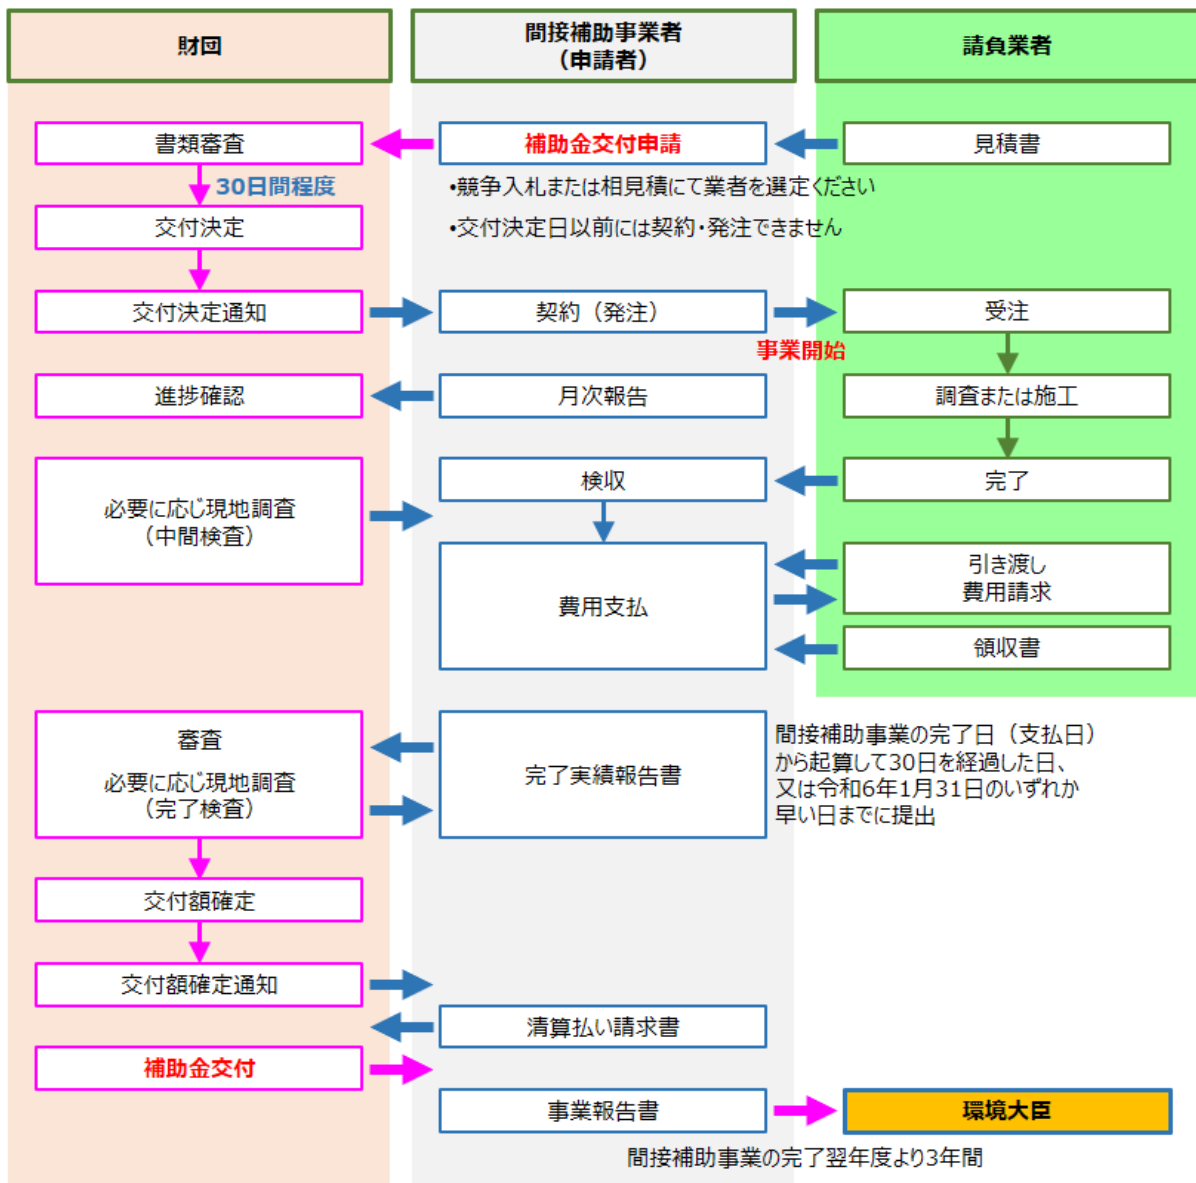 財団
間接補助事業者
（申請者）
請負業者
書類審査
補助金交付申請
見積書
30日間程度
•競争入札または相見積にて業者を選定ください
交付決定
•交付決定日以前には契約・発注できません
交付決定通知
契約（発注）
受注
事業開始
進捗確認
月次報告
調査または施工
必要に応じ現地調査
（中間検査）
検収
完了
費用支払
引き渡し
費用請求
領収書
審査
必要に応じ現地調査
（完了検査）
完了実績報告書
間接補助事業の完了日（支払日）
から起算して30日を経過した日、
又は令和6年1月31日のいずれか
早い日までに提出
交付額確定
交付額確定通知
清算払い請求書
補助金交付
事業報告書
環境大臣
間接補助事業の完了翌年度より3年間